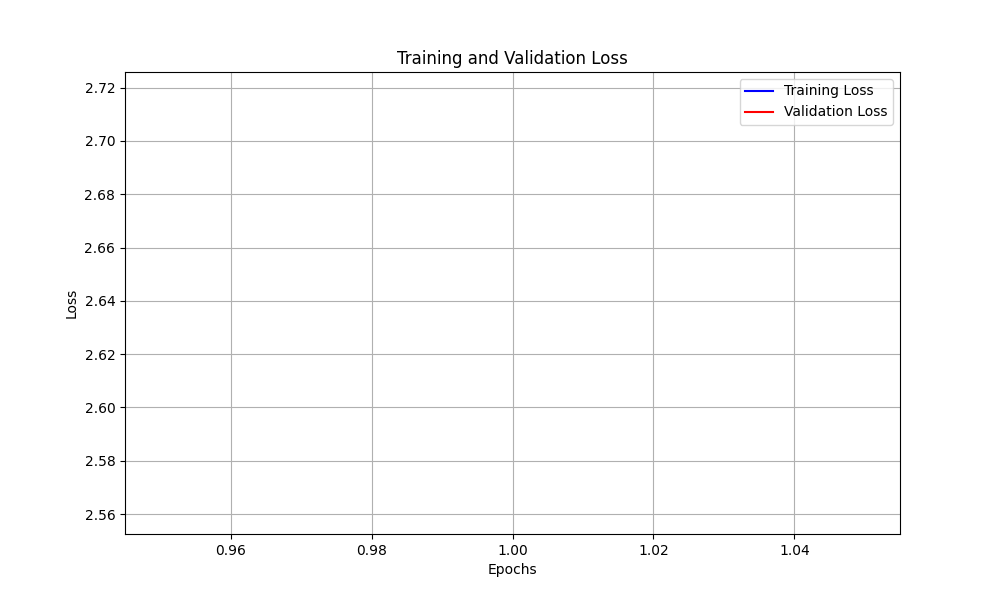 Training and Validation Loss
Training Loss
Validation Loss
2.72
2.70
2.68
2.66
2.64
2.62
2.60
2.58
2.56
Loss
0.96 0.98 1.00 1.02 1.04
Epochs